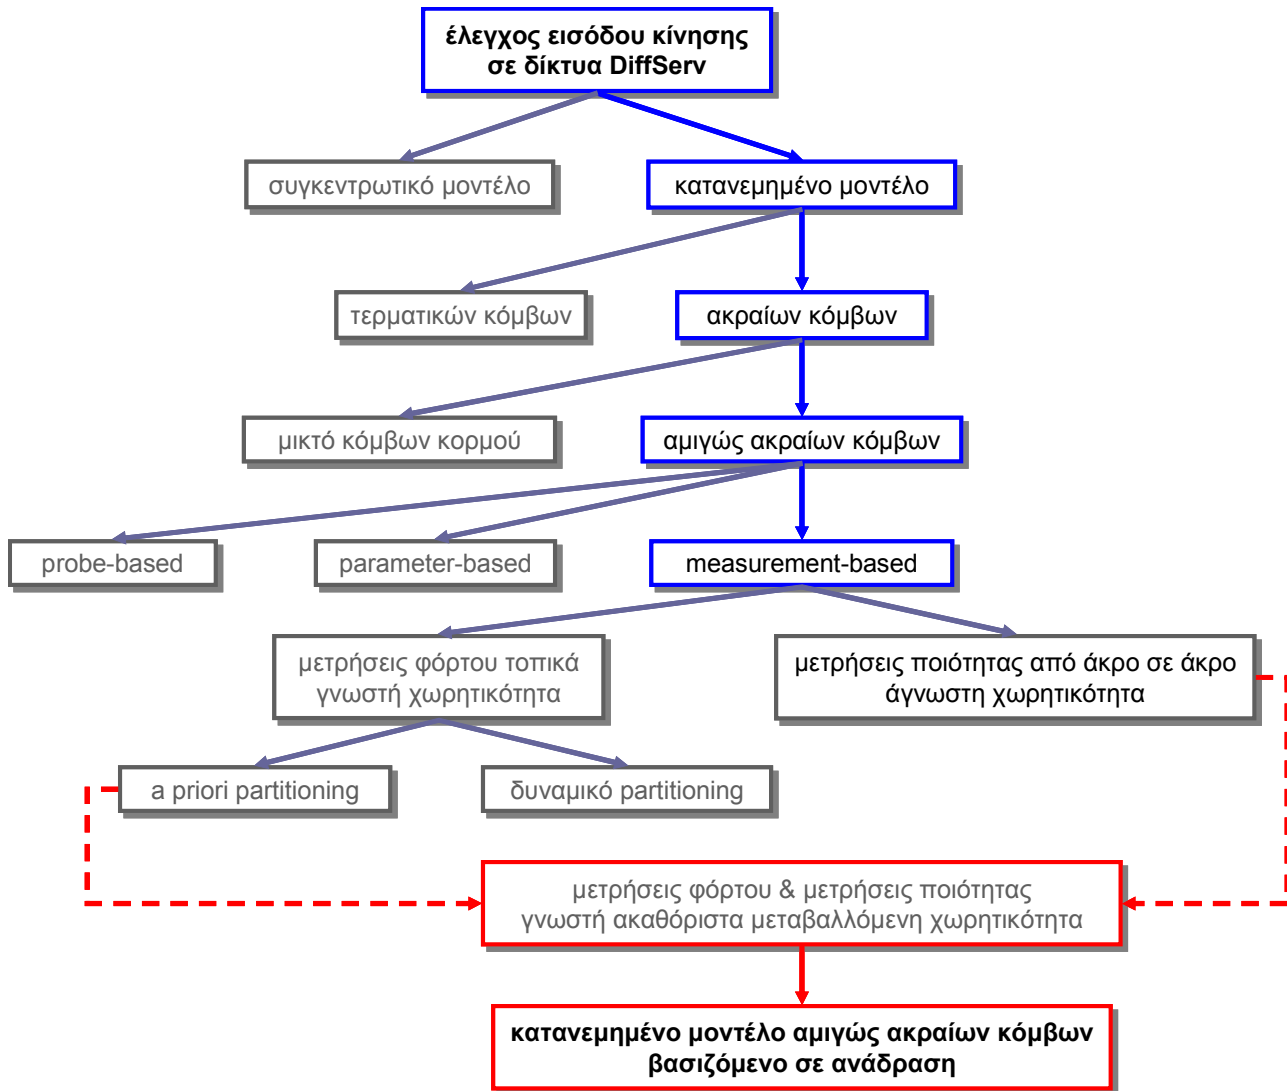 έλεγχος εισόδου κίνησης
σε δίκτυα DiffServ
συγκεντρωτικό μοντέλο
κατανεμημένο μοντέλο
τερματικών κόμβων
ακραίων κόμβων
μικτό κόμβων κορμού
αμιγώς ακραίων κόμβων
probe-based
parameter-based
measurement-based
μετρήσεις φόρτου τοπικά
γνωστή χωρητικότητα
μετρήσεις ποιότητας από άκρο σε άκρο
άγνωστη χωρητικότητα
a priori partitioning
δυναμικό partitioning
μετρήσεις φόρτου & μετρήσεις ποιότητας
γνωστή ακαθόριστα μεταβαλλόμενη χωρητικότητα
κατανεμημένο μοντέλο αμιγώς ακραίων κόμβων
βασιζόμενο σε ανάδραση